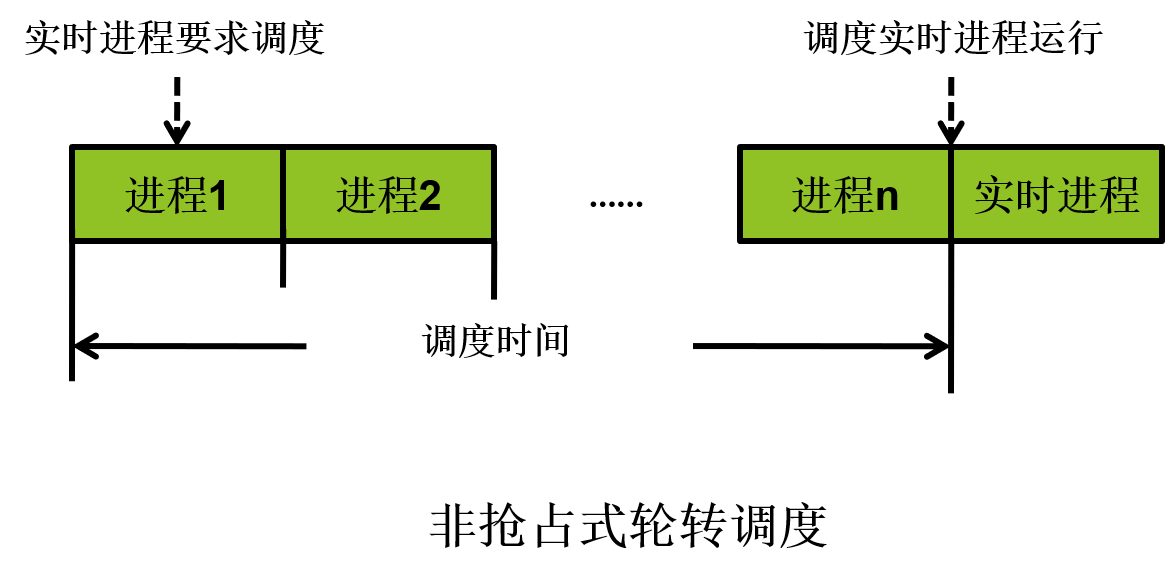 实时进程要求调度
调度实时进程运行
进程1
进程2
......
进程n
实时进程
调度时间
非抢占式轮转调度